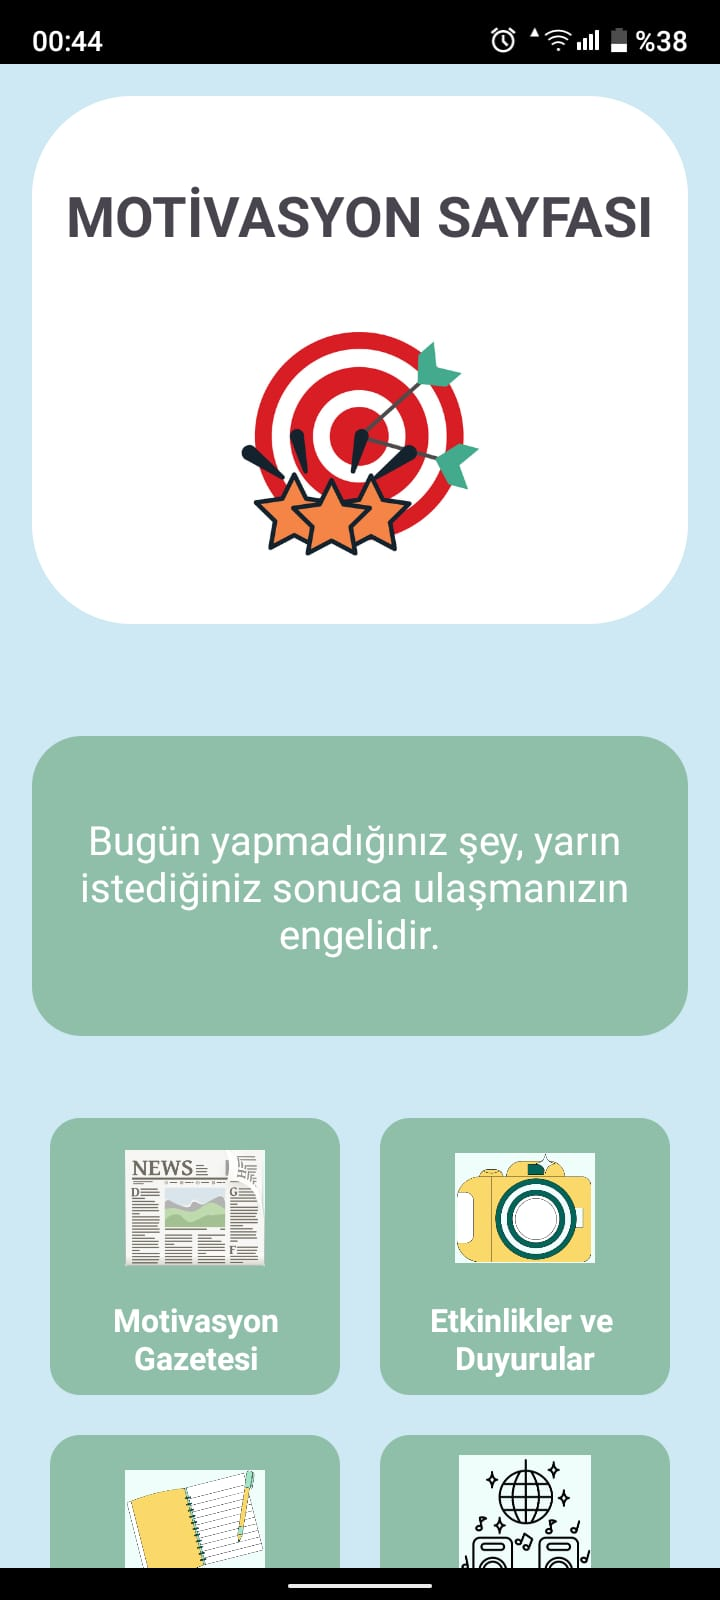 00:44
%38
MOTİVASYON SAYFASI
Bugün yapmadığınız şey, yarın
istediğiniz sonuca ulaşmanızın
engelidir.
NEWS
D
G
F
Motivasyon
Gazetesi
Etkinlikler ve
Duyurular